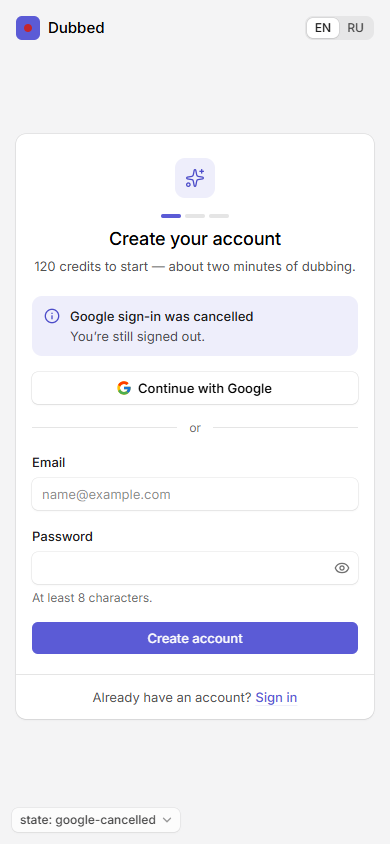 Dubbed
EN RU
Create your account
120 credits to start — about two minutes of dubbing.
Google sign-in was cancelled
You're still signed out.
Continue with Google
or
Email
name@example.com
Password
At least 8 characters.
Create account
Already have an account? Sign in
state: google-cancelled